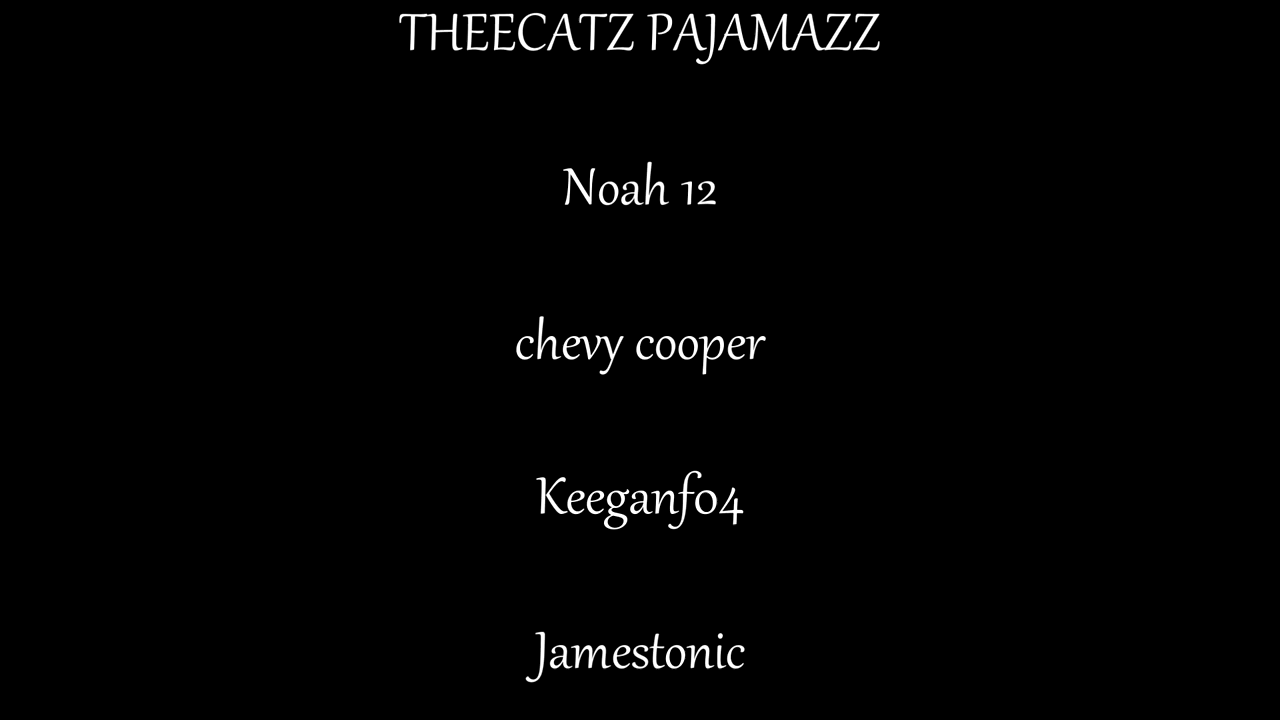 THEECATZ PAJAMAZZ
Noah 12
chevy cooper
Keeganf04
Jamestonic